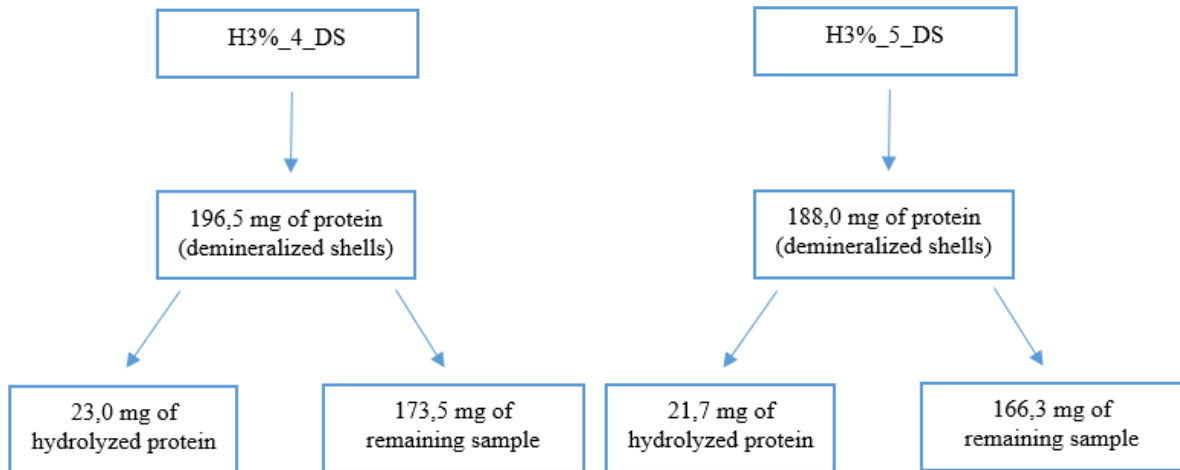 H3%_4_DS
H3%_5_DS
196,5 mg of protein
(demineralized shells)
188,0 mg of protein
(demineralized shells)
23,0 mg of
hydrolyzed protein
173,5 mg of
remaining sample
21,7 mg of
hydrolyzed protein
166,3 mg of
remaining sample